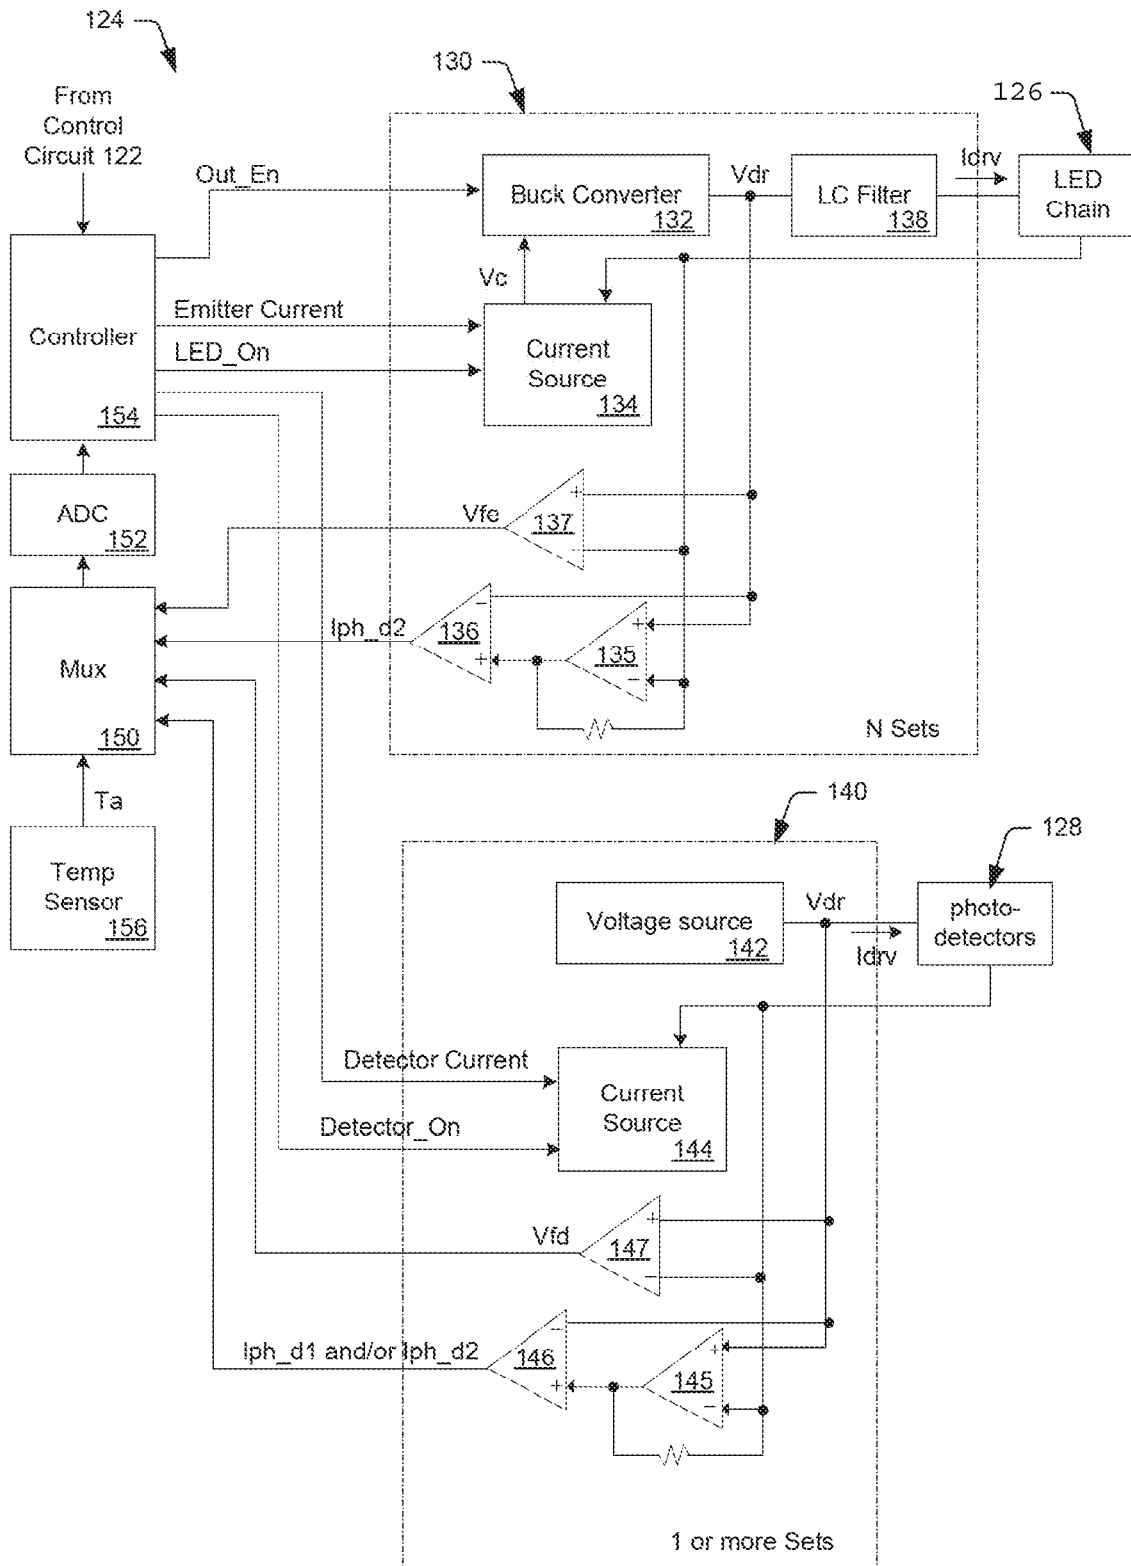 124
From
Control
Circuit 122
130
126
Out_En
Buck Converter
132
Vdr
LC Filter
138
Idrv
LED
Chain
Vc
Controller
154
Emitter Current
LED_On
Current
Source
134
ADC
152
Vfe
+
137
Mux
150
Iph_d2
-
136
+
+
135
-
N Sets
Ta
Temp
Sensor
156
140
128
Voltage source
142
Vdr
Idrv
photo-
detectors
Detector Current
Detector_On
Current
Source
144
Vfd
+
147
-
Iph_d1 and/or Iph_d2
-
146
+
+
145
-
1 or more Sets